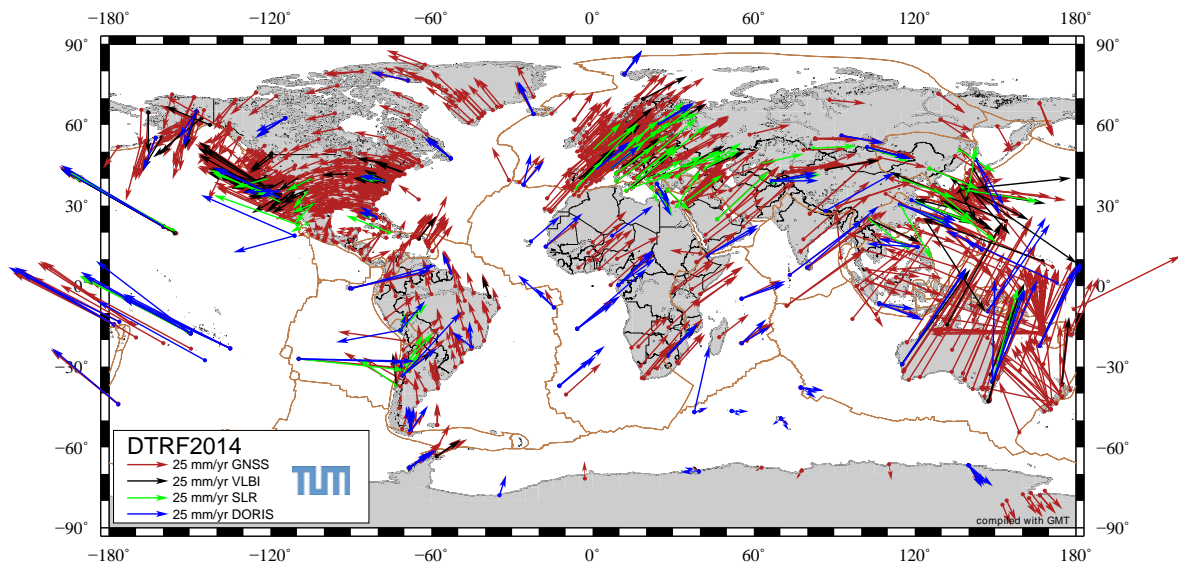 −180° −120° −60° 0° 60° 120° 180°
90° 90°
60° 60°
30° 30°
0° 0°
−30° −30°
−60° −60°
DTRF2014
25 mm/yr GNSS
25 mm/yr VLBI
25 mm/yr SLR
25 mm/yr DORIS
TUM
compiled with GMT
−90° −90°
−180° −120° −60° 0° 60° 120° 180°